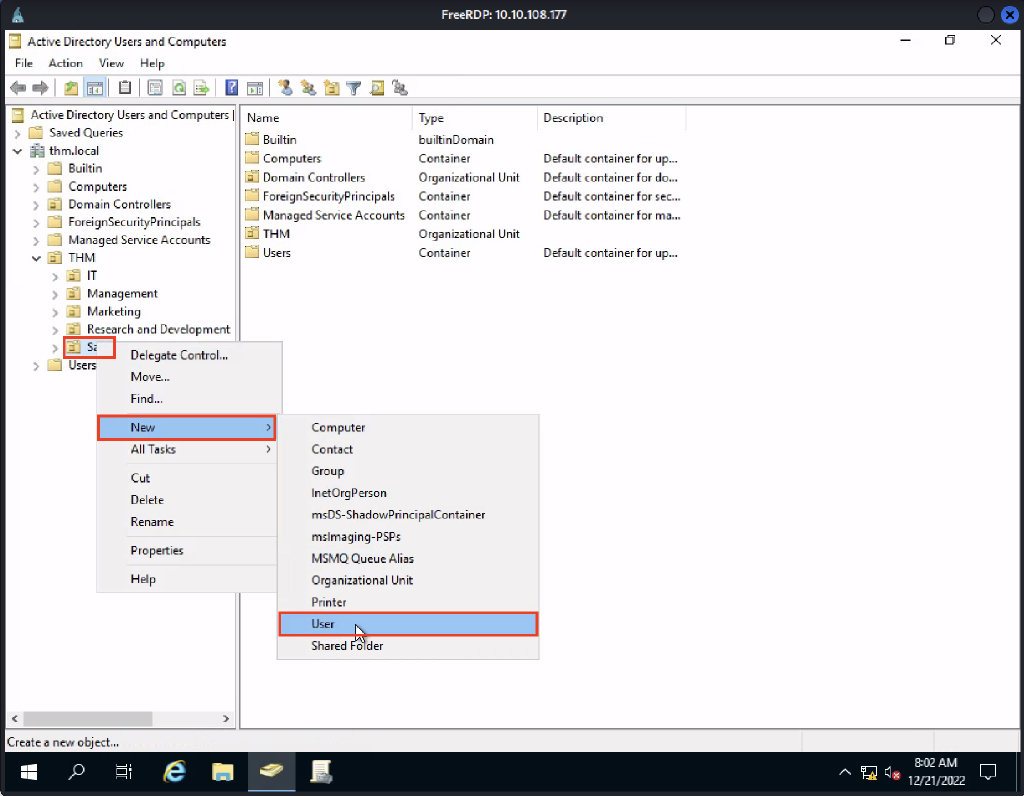 FreeRDP: 10.10.108.177
Active Directory Users and Computers
File Action View Help
Active Directory Users and Computers
Saved Queries
thm.local
Builtin
Computers
Domain Controllers
ForeignSecurityPrincipals
Managed Service Accounts
THM
IT
Management
Marketing
Research and Development
Sa
Users
Name Type Description
Builtin builtinDomain
Computers Container Default container for up...
Domain Controllers Organizational Unit Default container for do...
ForeignSecurityPrincipals Container Default container for sec...
Managed Service Accounts Container Default container for ma...
THM Organizational Unit
Users Container Default container for up...
Delegate Control...
Move...
Find...
New
All Tasks
Cut
Delete
Rename
Properties
Help
Computer
Contact
Group
InetOrgPerson
msDS-ShadowPrincipalContainer
msImaging-PSPs
MSMQ Queue Alias
Organizational Unit
Printer
User
Shared Folder
Create a new object...
8:02 AM
12/21/2022